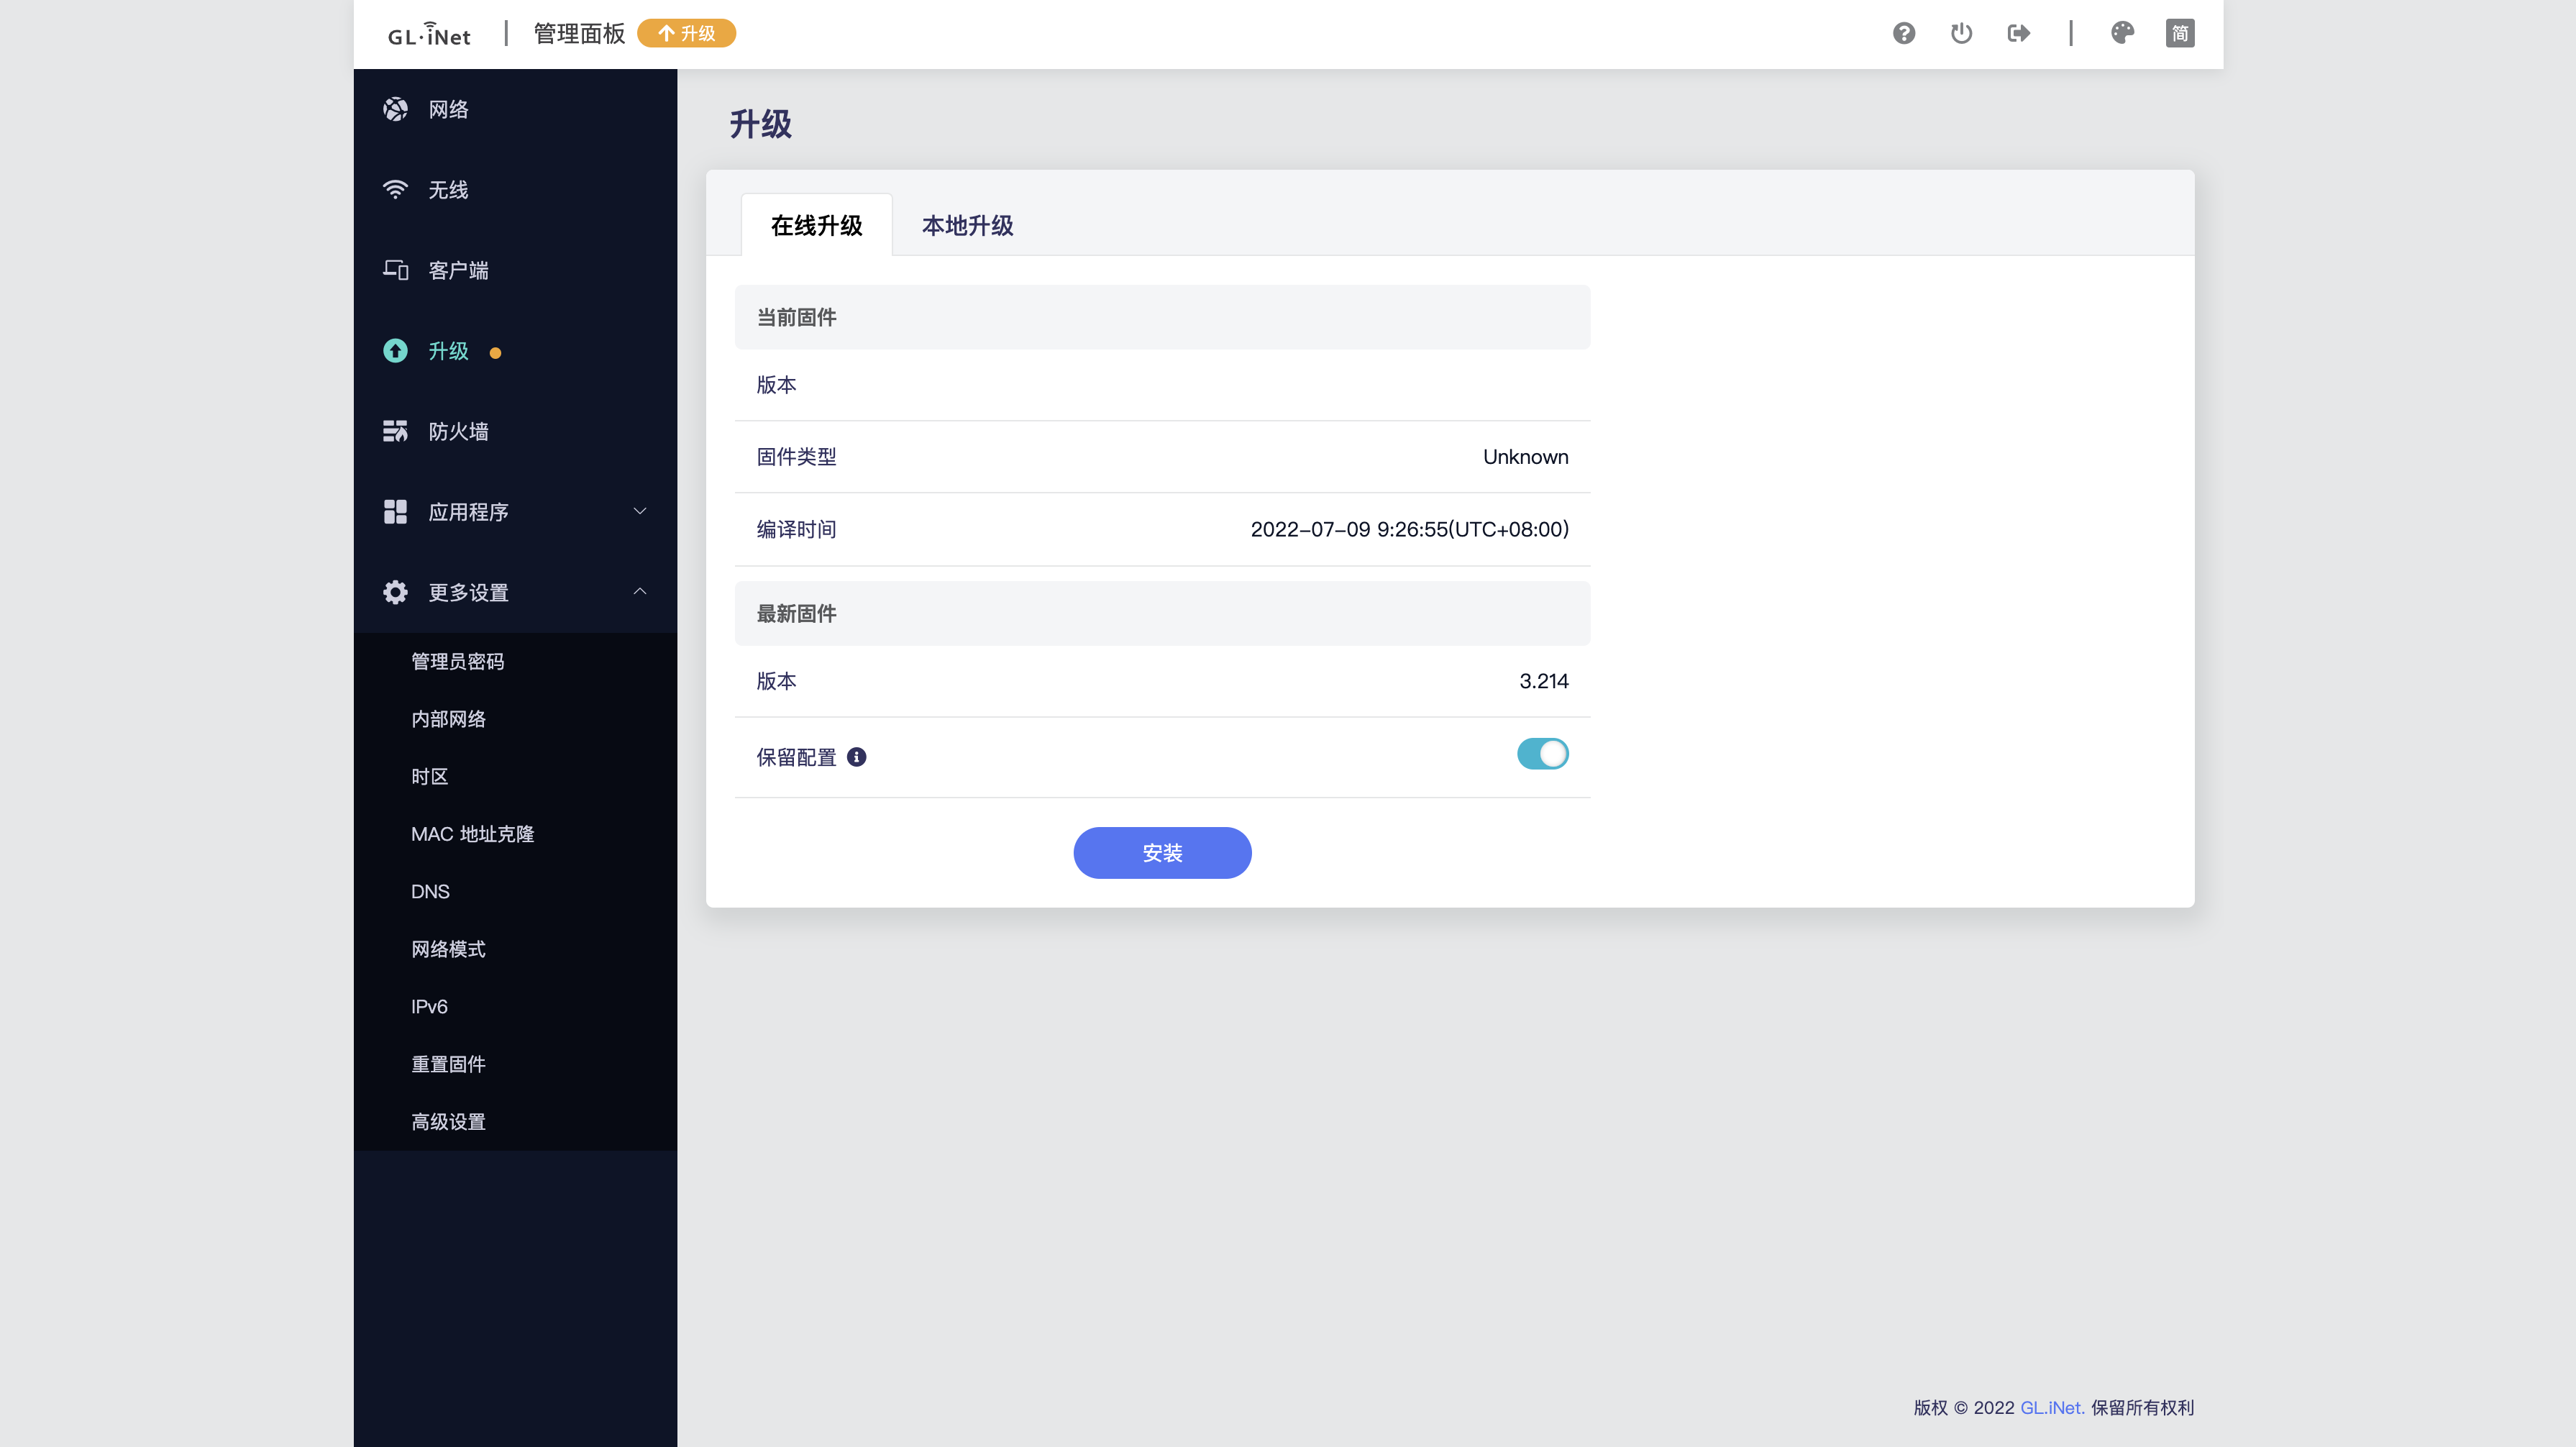 GL·iNet
管理面板
升级
简
网络
无线
客户端
升级
防火墙
应用程序
更多设置
管理员密码
内部网络
时区
MAC 地址克隆
DNS
网络模式
IPv6
重置固件
高级设置
升级
在线升级 本地升级
当前固件
版本
固件类型 Unknown
编译时间 2022-07-09 9:26:55(UTC+08:00)
最新固件
版本 3.214
保留配置
安装
版权 © 2022 GL.iNet. 保留所有权利